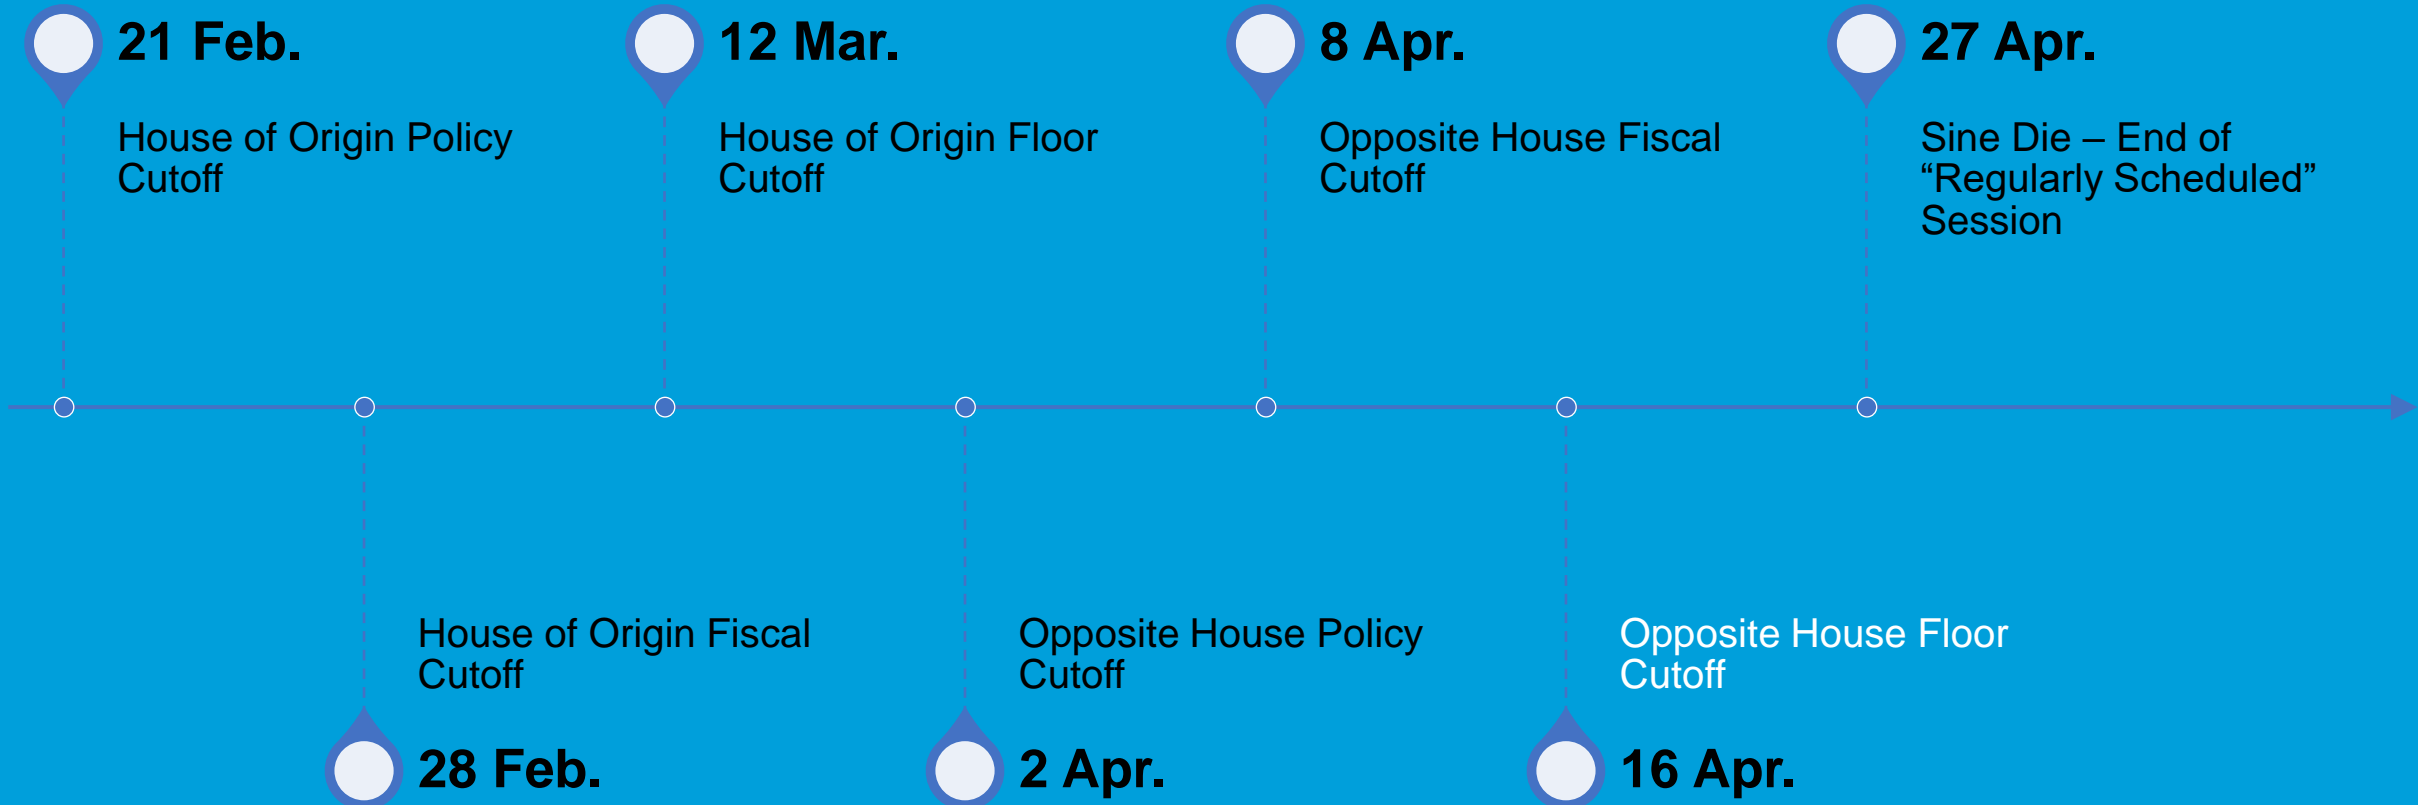 21 Feb.
House of Origin Policy
Cutoff
28 Feb.
House of Origin Fiscal
Cutoff
12 Mar.
House of Origin Floor
Cutoff
2 Apr.
Opposite House Policy
Cutoff
8 Apr.
Opposite House Fiscal
Cutoff
16 Apr.
Opposite House Floor
Cutoff
27 Apr.
Sine Die – End of
“Regularly Scheduled”
Session